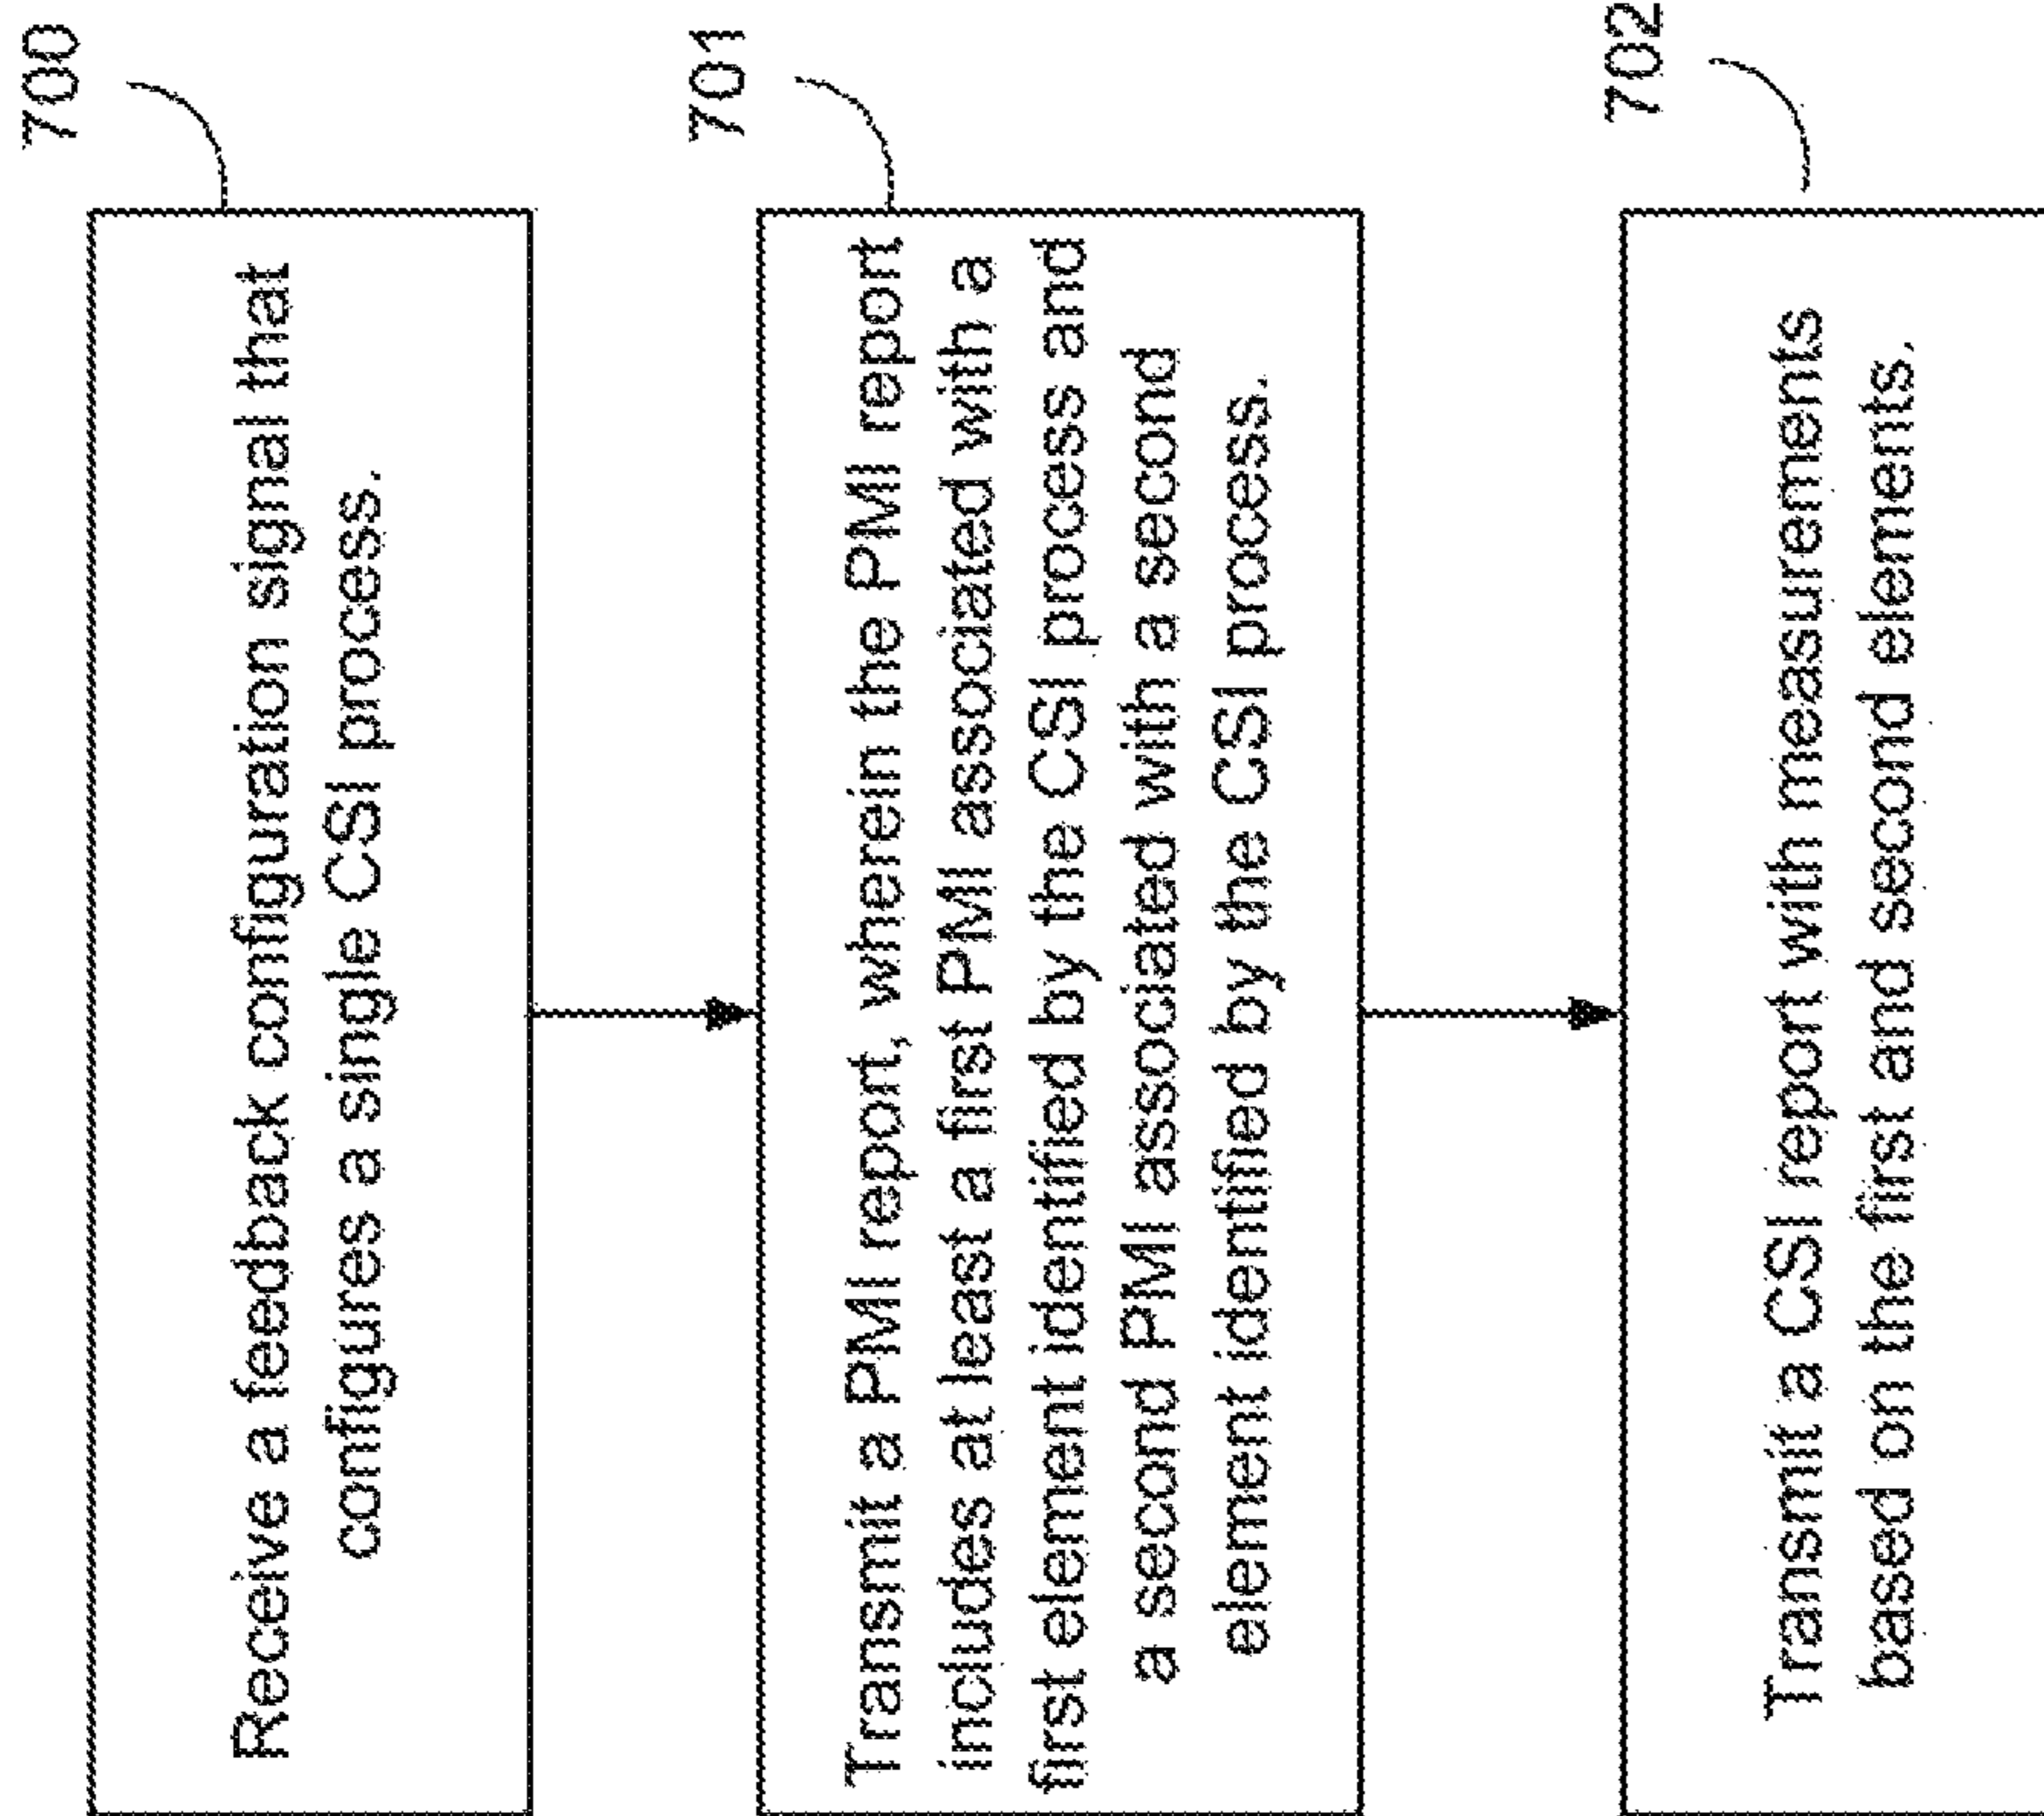 700
Receive a feedback configuration signal that
configures a single CSI process.
701
Transmit a PMI report, wherein the PMI report
includes at least a first PMI associated with a
first element identified by the CSI process and
a second PMI associated with a second
element identified by the CSI process.
702
Transmit a CSI report with measurements
based on the first and second elements.